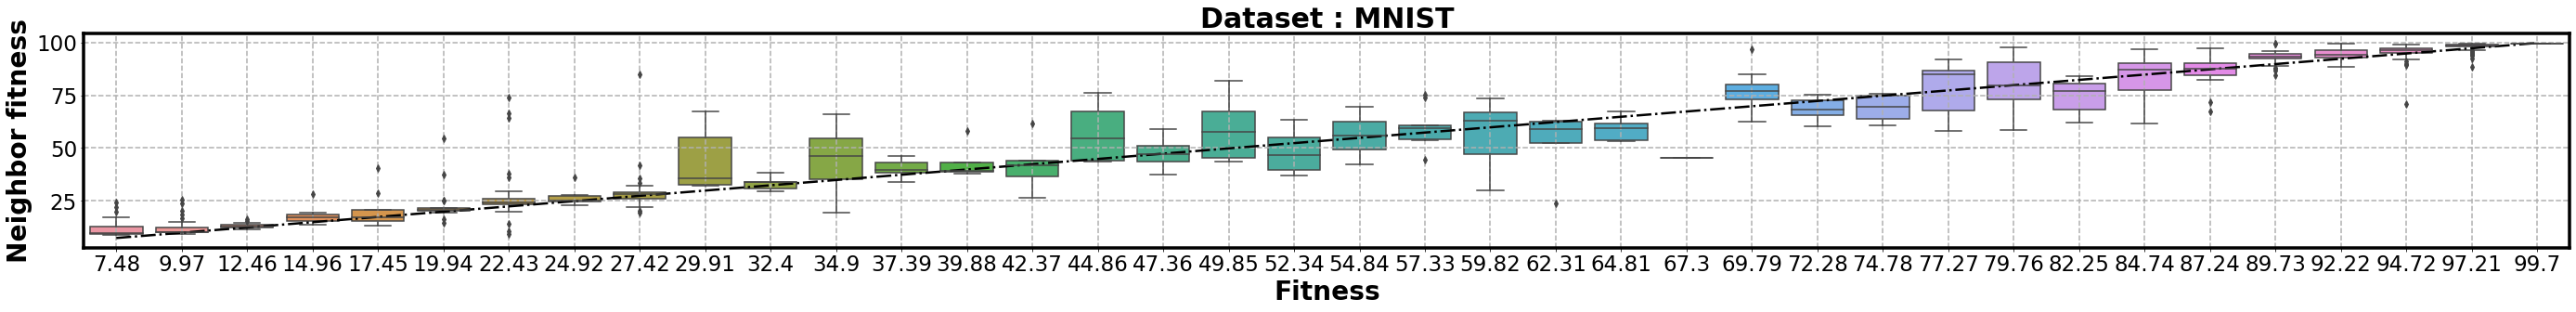 Dataset : MNIST
Neighbor fitness
100
75
50
25
7.48 9.97 12.46 14.96 17.45 19.94 22.43 24.92 27.42 29.91 32.4 34.9 37.39 39.88 42.37 44.86 47.36 49.85 52.34 54.84 57.33 59.82 62.31 64.81 67.3 69.79 72.28 74.78 77.27 79.76 82.25 84.74 87.24 89.73 92.22 94.72 97.21 99.7
Fitness